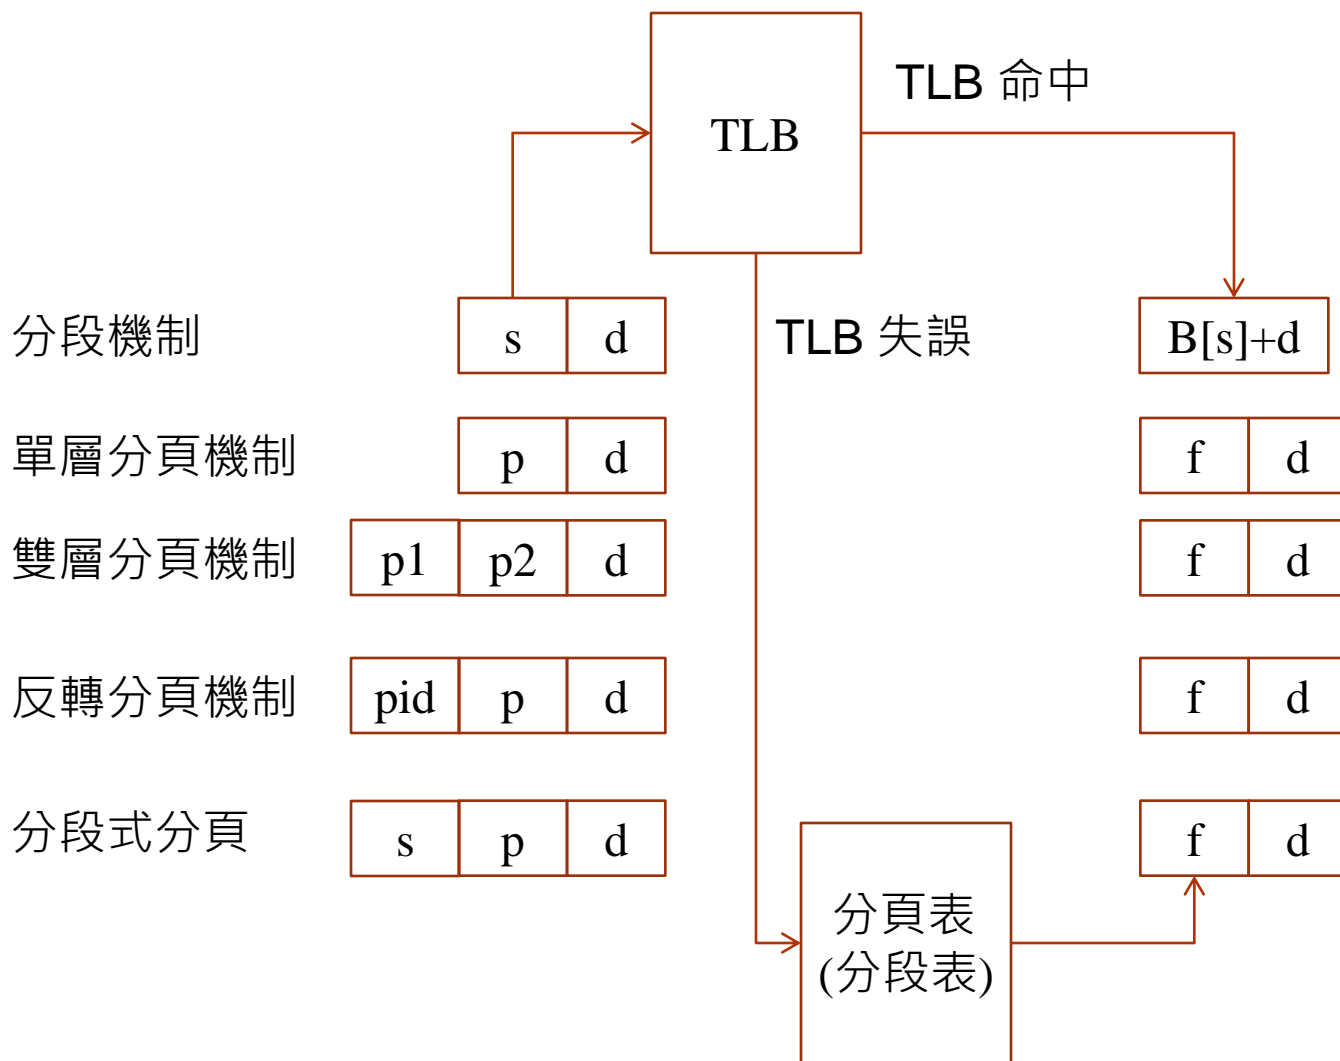 TLB 命中
TLB
分段機制
s d
TLB 失誤
B[s]+d
單層分頁機制
p d
f d
雙層分頁機制
p1 p2 d
f d
反轉分頁機制
pid p d
f d
分段式分頁
s p d
f d
分頁表
(分段表)